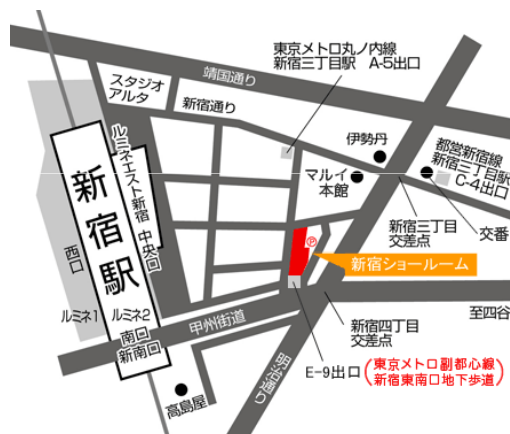 東京メトロ丸ノ内線
新宿三丁目駅 A-5出口
靖国通り
スタジオ
アルタ
新宿通り
伊勢丹
都営新宿線
新宿三丁目駅
C-4出口
マルイ
本館
ルミネエスト新宿
中央口
新宿駅
西口
新宿三丁目
交差点
交番
P
新宿ショールーム
ルミネ1
ルミネ2
南口
新南口
甲州街道
至四谷
新宿四丁目
交差点
明治通り
E-9出口
(東京メトロ副都心線
新宿東南口地下歩道)
高島屋